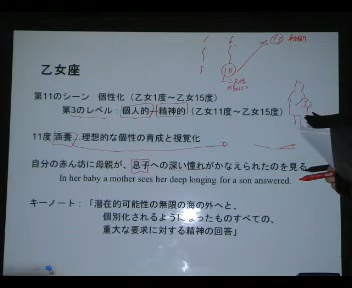 乙女座
第11のシーン 個性化（乙女1度～乙女15度）
第3のレベル：個人的－精神的（乙女11度～乙女15度）
11度 涵養：理想的な個性の育成と視覚化
自分の赤ん坊に母親が、息子への深い憧れがかなえられたのを見る
In her baby a mother sees her deep longing for a son answered.
キーノート：「潜在的可能性の無限の海の外へと、
個別化されるようになったものすべての、
重大な要求に対する精神の回答」